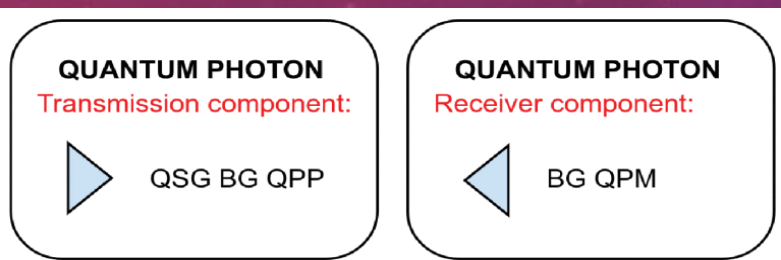 QUANTUM PHOTON
Transmission component:
QSG BG QPP
QUANTUM PHOTON
Receiver component:
BG QPM